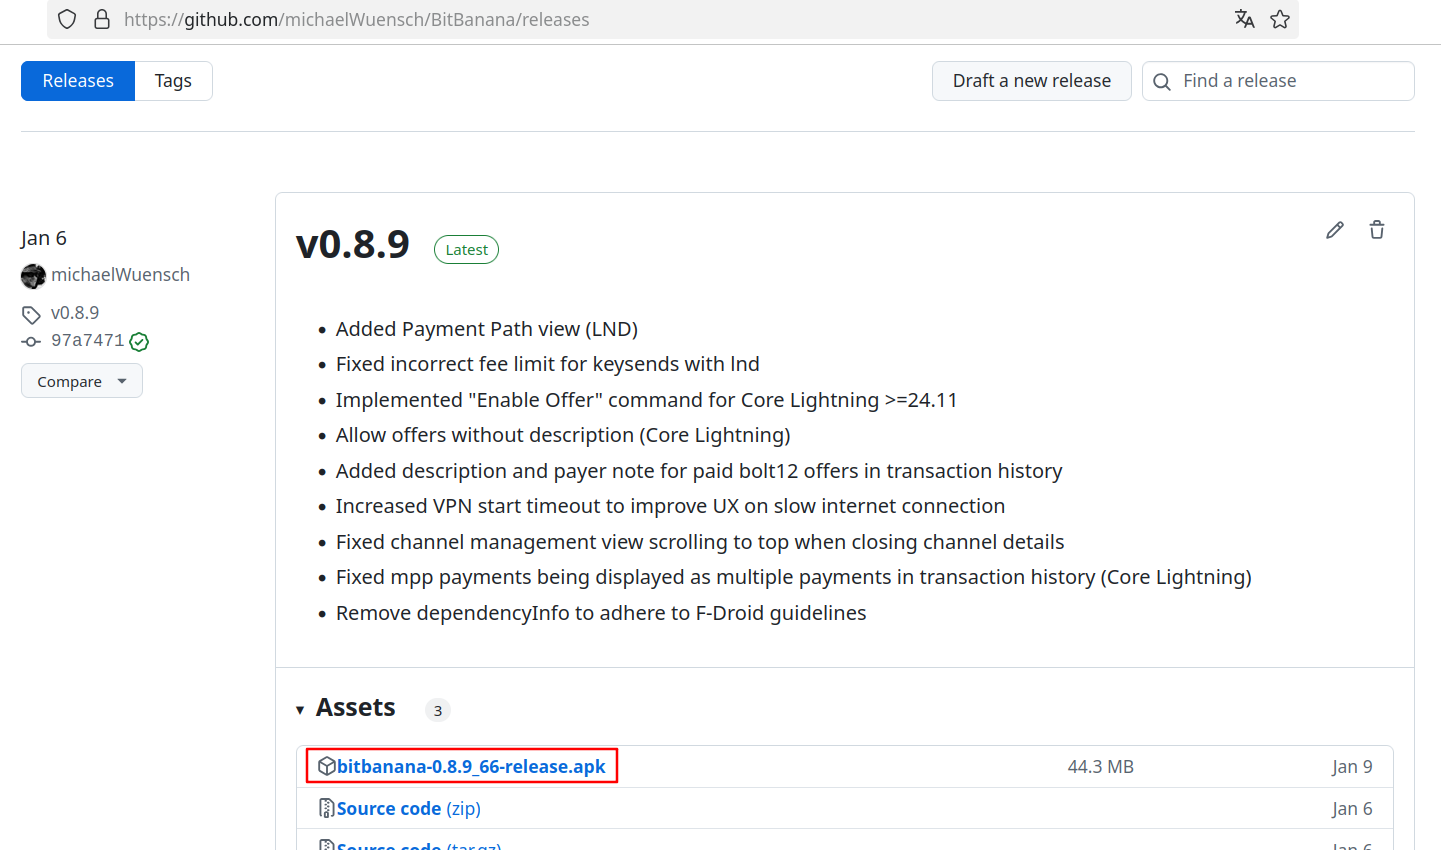 https://github.com/michaelWuensch/BitBanana/releases
Releases Tags Draft a new release Find a release
Jan 6
michaelWuensch
v0.8.9
97a7471
Compare
v0.8.9 Latest
Added Payment Path view (LND)
Fixed incorrect fee limit for keysends with lnd
Implemented "Enable Offer" command for Core Lightning >=24.11
Allow offers without description (Core Lightning)
Added description and payer note for paid bolt12 offers in transaction history
Increased VPN start timeout to improve UX on slow internet connection
Fixed channel management view scrolling to top when closing channel details
Fixed mpp payments being displayed as multiple payments in transaction history (Core Lightning)
Remove dependencyInfo to adhere to F-Droid guidelines
Assets 3
bitbanana-0.8.9_66-release.apk 44.3 MB Jan 9
Source code (zip) Jan 6
Source code (tar.gz) Jan 6